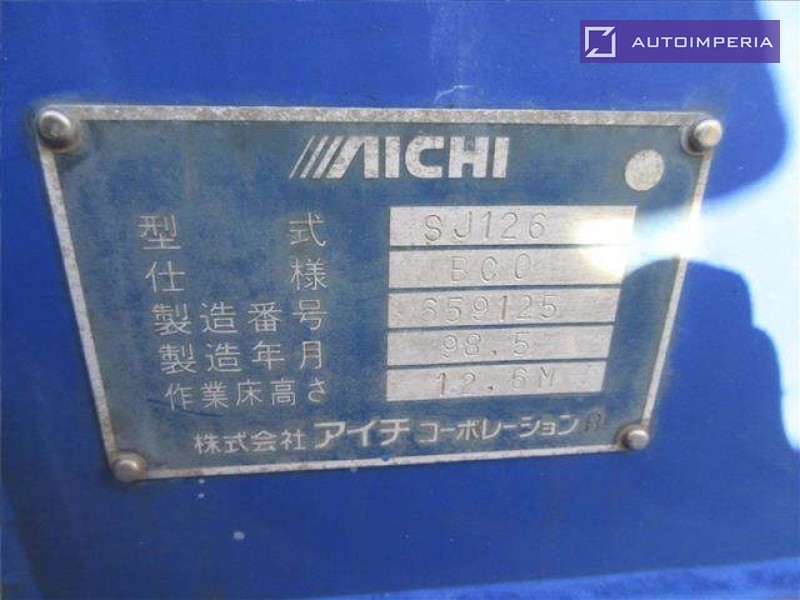 AUTOIMPERIA
AICHI
型式 SJ126
仕様 BC0
製造番号 659125
製造年月 98.5
作業床高さ 12.6M
株式会社 アイチ コーポレーション